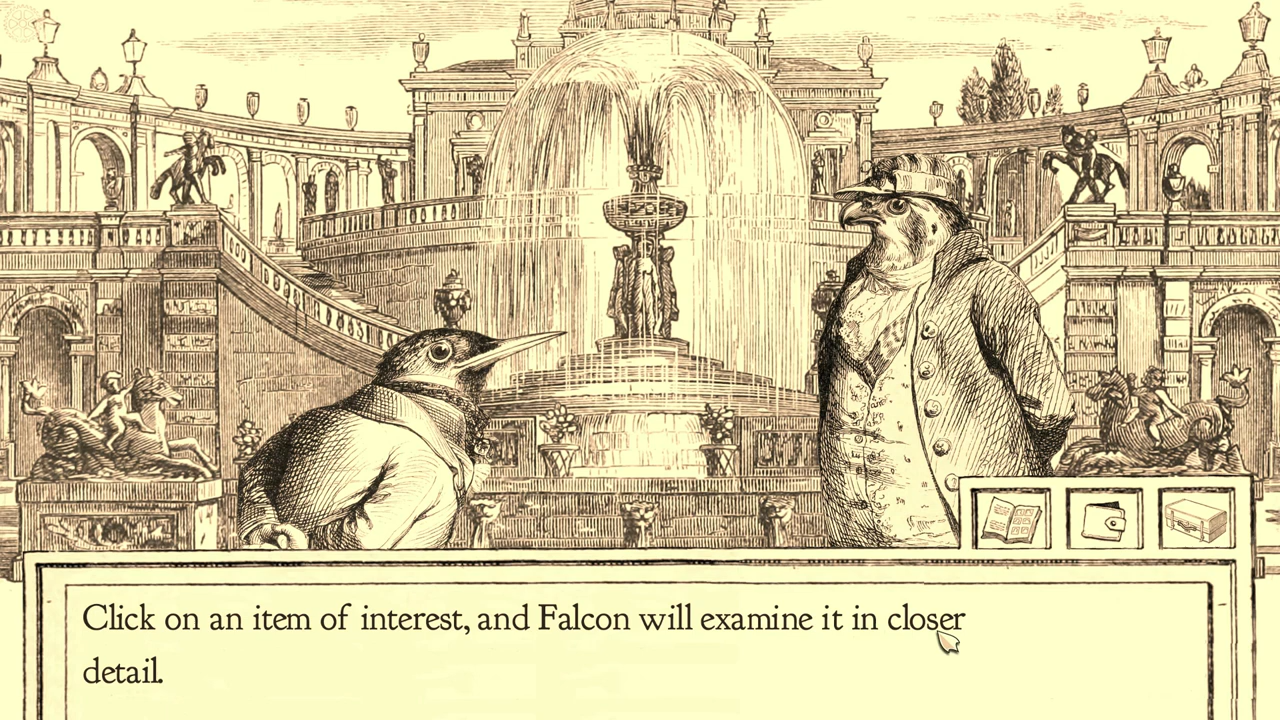 Click on an item of interest, and Falcon will examine it in closer
detail.